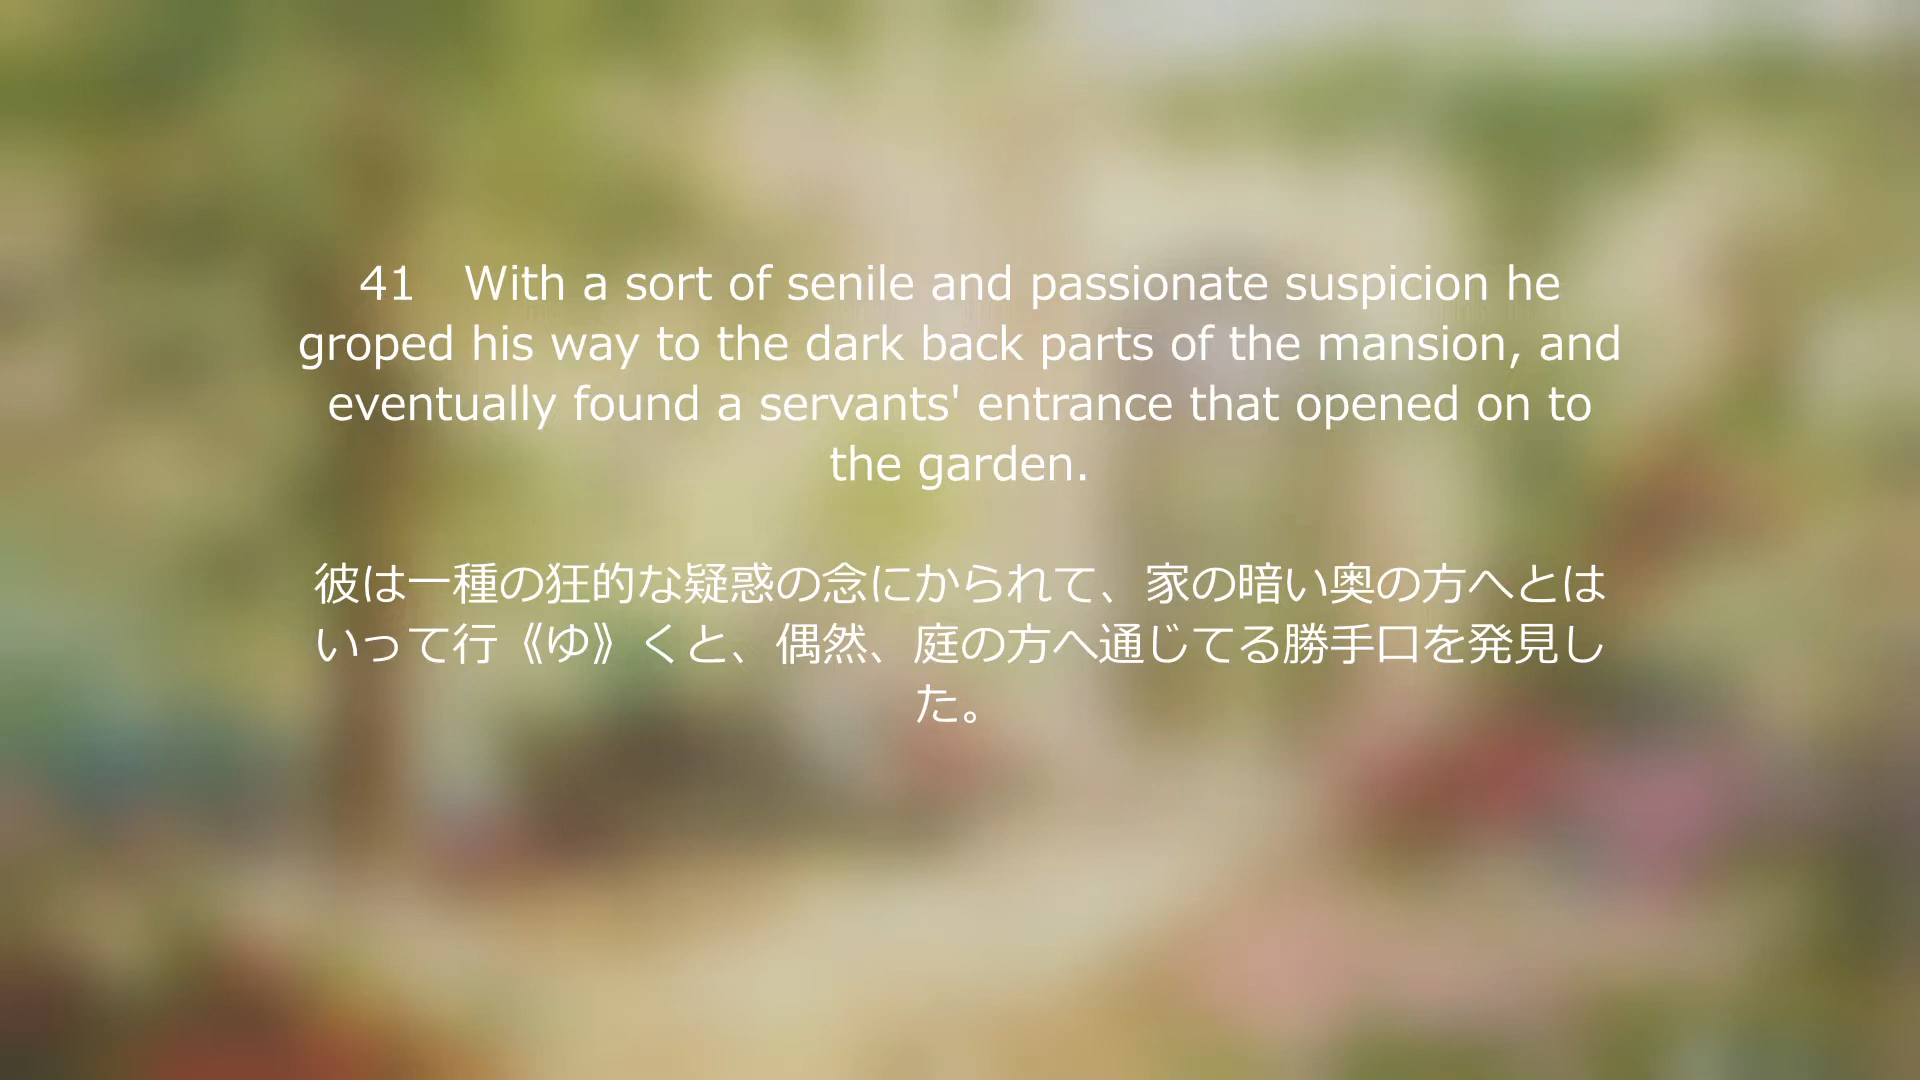 41　With a sort of senile and passionate suspicion he
groped his way to the dark back parts of the mansion, and
eventually found a servants' entrance that opened on to
the garden.
彼は一種の狂的な疑惑の念にかられて、家の暗い奥の方へとは
いって行《ゆ》くと、偶然、庭の方へ通じてる勝手口を発見し
た。